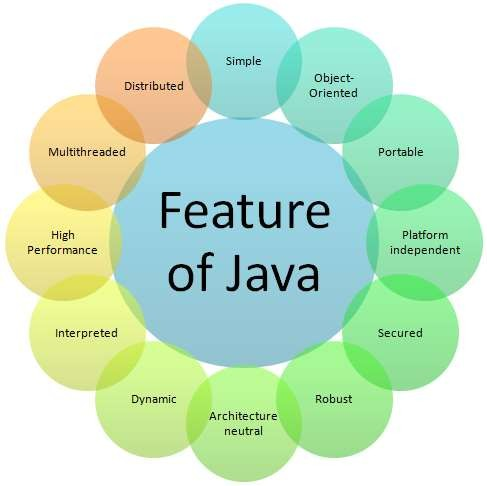 Simple
Object-
Oriented
Portable
Platform
independent
Secured
Robust
Architecture
neutral
Dynamic
Interpreted
High
Performance
Multithreaded
Distributed
Feature
of Java